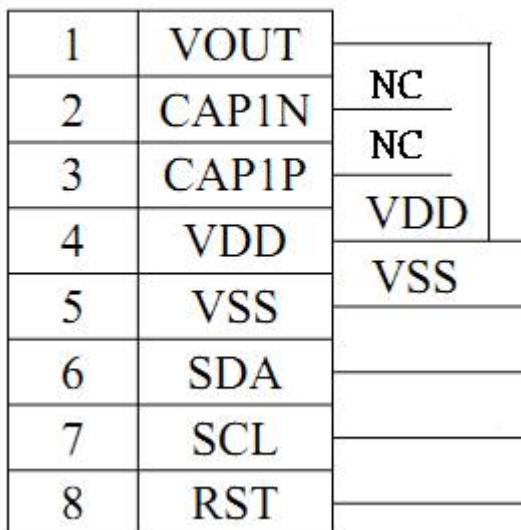 1 VOUT
NC
2 CAP1N
NC
3 CAP1P
VDD
4 VDD
VSS
5 VSS
6 SDA
7 SCL
8 RST